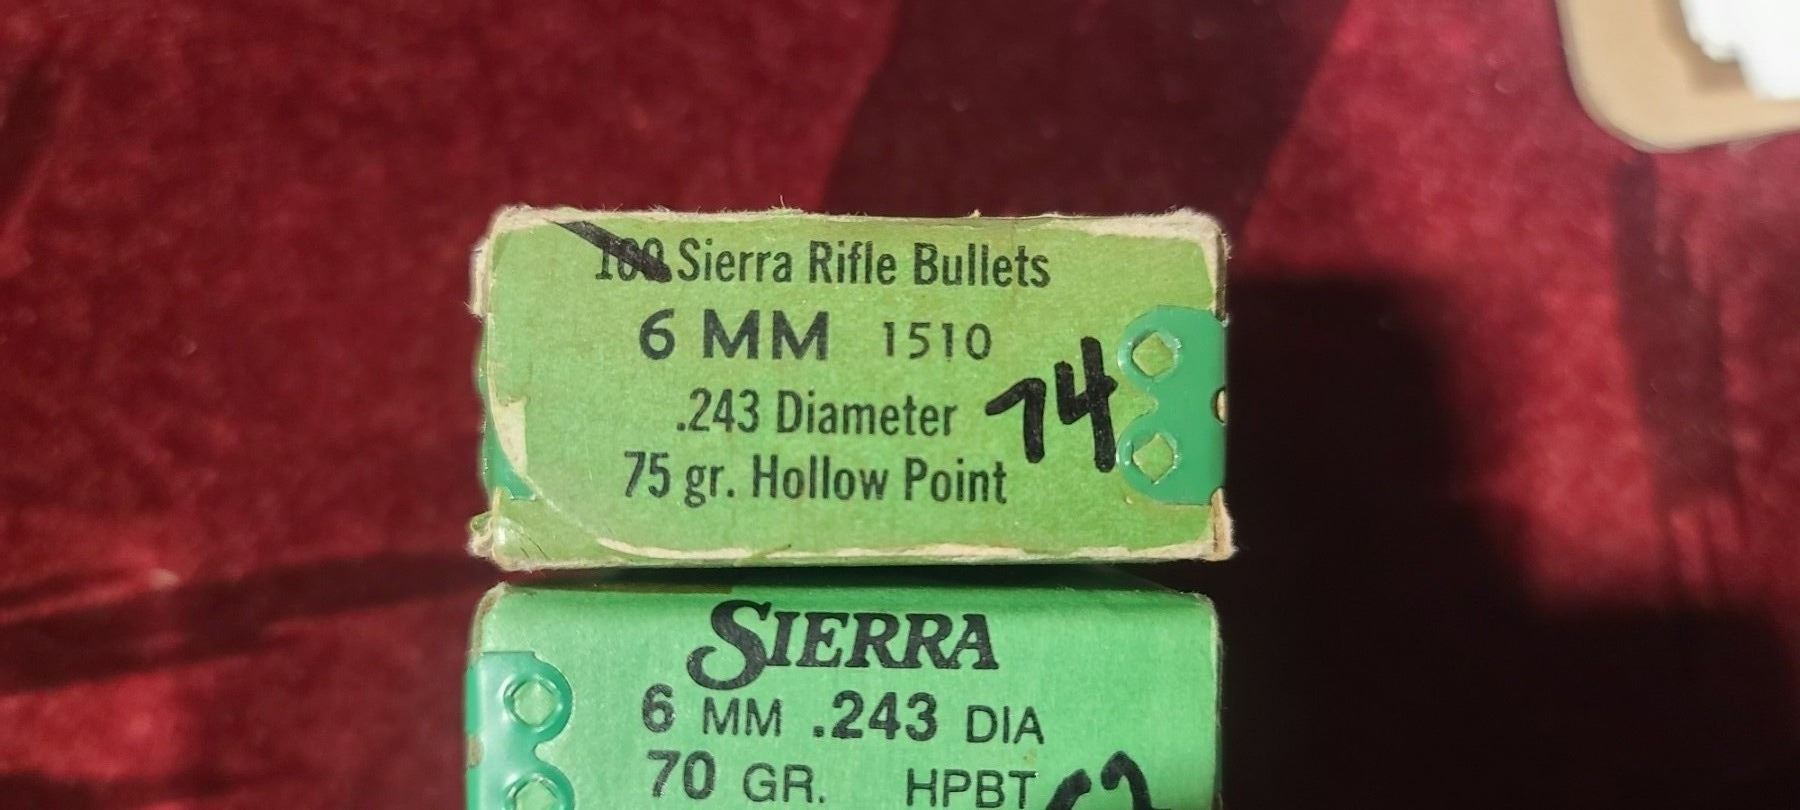 100 Sierra Rifle Bullets
6 MM 1510
.243 Diameter
74
75 gr. Hollow Point
SIERRA
6 MM .243 DIA
70 GR. HPBT